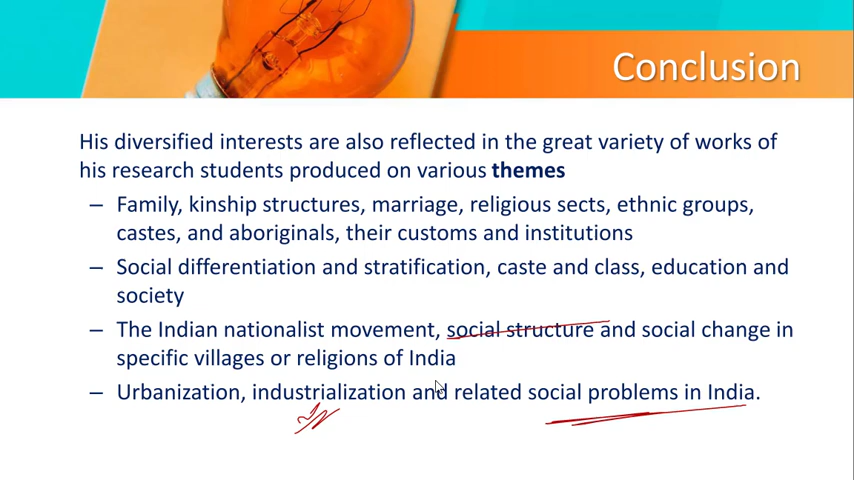 Conclusion
His diversified interests are also reflected in the great variety of works of
his research students produced on various themes
– Family, kinship structures, marriage, religious sects, ethnic groups,
castes, and aboriginals, their customs and institutions
– Social differentiation and stratification, caste and class, education and
society
– The Indian nationalist movement, social structure and social change in
specific villages or religions of India
– Urbanization, industrialization and related social problems in India.